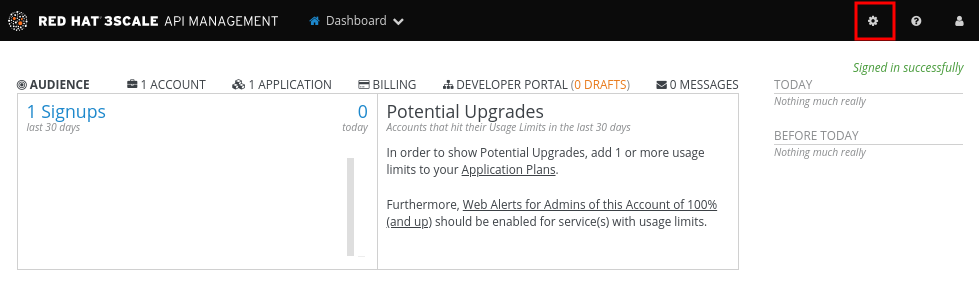 RED HAT 3SCALE API MANAGEMENT Dashboard
Signed in successfully
AUDIENCE 1 ACCOUNT 1 APPLICATION BILLING DEVELOPER PORTAL (0 DRAFTS) 0 MESSAGES
1 Signups 0
last 30 days today
Potential Upgrades
Accounts that hit their Usage Limits in the last 30 days
In order to show Potential Upgrades, add 1 or more usage
limits to your Application Plans.
Furthermore, Web Alerts for Admins of this Account of 100%
(and up) should be enabled for service(s) with usage limits.
TODAY
Nothing much really
BEFORE TODAY
Nothing much really